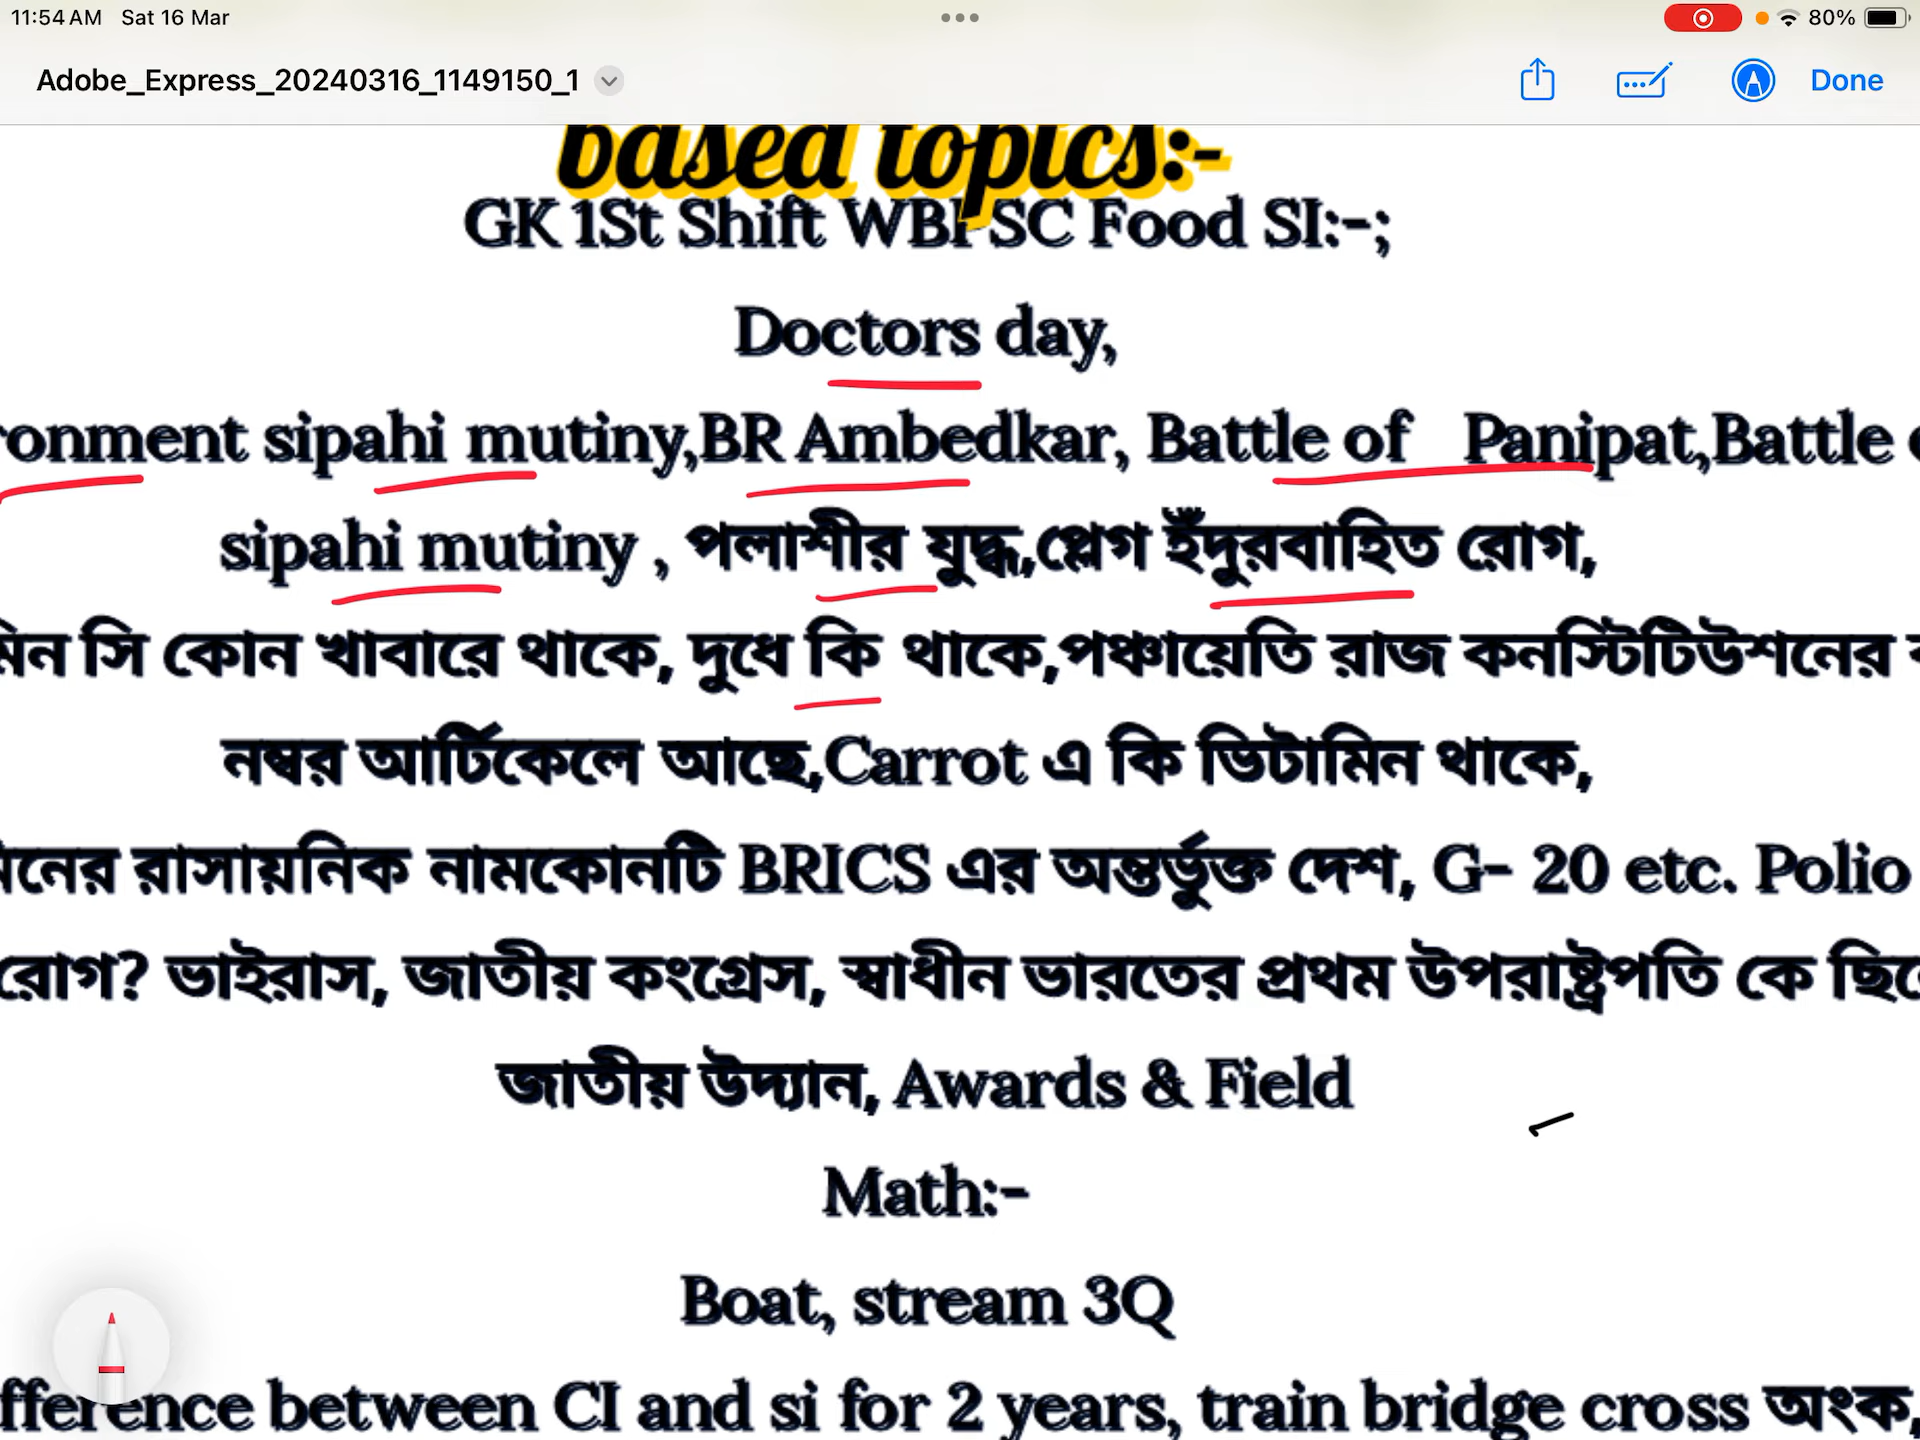 11:54 AM Sat 16 Mar
80%
Adobe_Express_20240316_1149150_1
Done
based topics:-
GK 1St Shift WBPSC Food SI:-;
Doctors day,
ronment sipahi mutiny,BR Ambedkar, Battle of Panipat,Battle
sipahi mutiny , পলাশীর যুদ্ধ,প্লেগ ইঁদুরবাহিত রোগ,
মিন সি কোন খাবারে থাকে, দুধে কি থাকে,পঞ্চায়েতি রাজ কনস্টিটিউশনের
নম্বর আর্টিকেলে আছে,Carrot এ কি ভিটামিন থাকে,
মিনের রাসায়নিক নামকোনটি BRICS এর অন্তর্ভুক্ত দেশ, G- 20 etc. Polio
রোগ? ভাইরাস, জাতীয় কংগ্রেস, স্বাধীন ভারতের প্রথম উপরাষ্ট্রপতি কে ছিলে
জাতীয় উদ্যান, Awards & Field
Math:-
Boat, stream 3Q
fference between CI and si for 2 years, train bridge cross অংক,